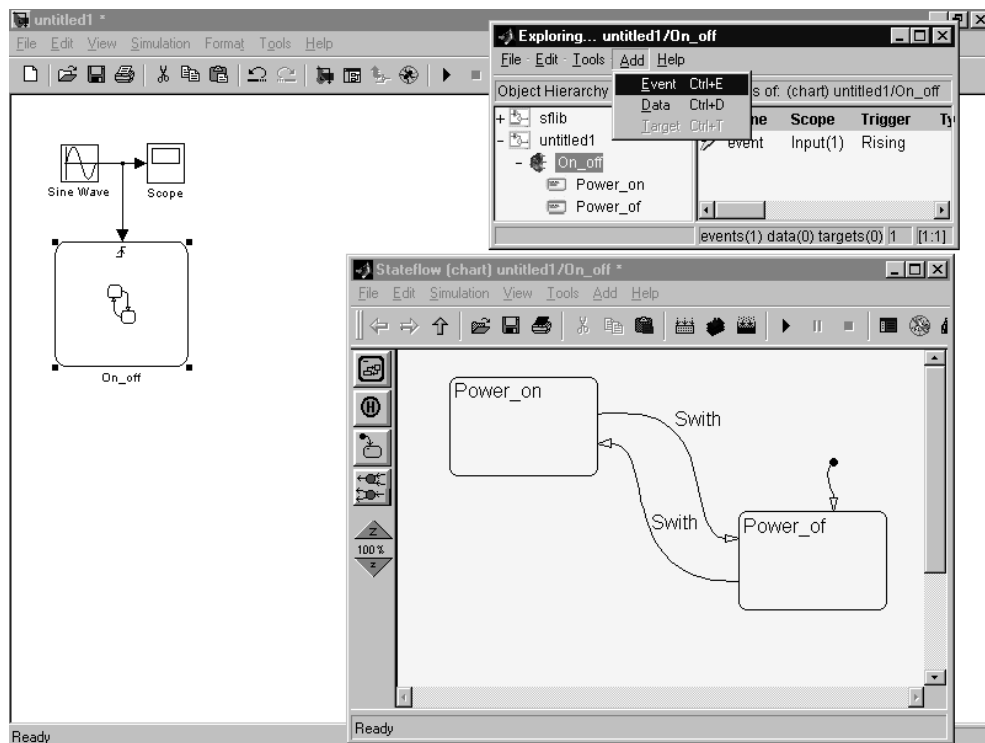 untitled1 *
File Edit View Simulation Format Tools Help
Sine Wave
Scope
On_off
Ready
Exploring... untitled1/On_off
File Edit Tools Add Help
Event Ctrl+E
Data Ctrl+D
Target Ctrl+T
Object Hierarchy
of: (chart) untitled1/On_off
Scope Trigger
+ sflib
- untitled1
- On_off
Power_on
Power_of
event Input(1) Rising
events(1) data(0) targets(0) 1 [1:1]
Stateflow (chart) untitled1/On_off *
File Edit Simulation View Tools Add Help
H
Z
100%
z
Power_on
Swith
Swith
Power_of
Ready